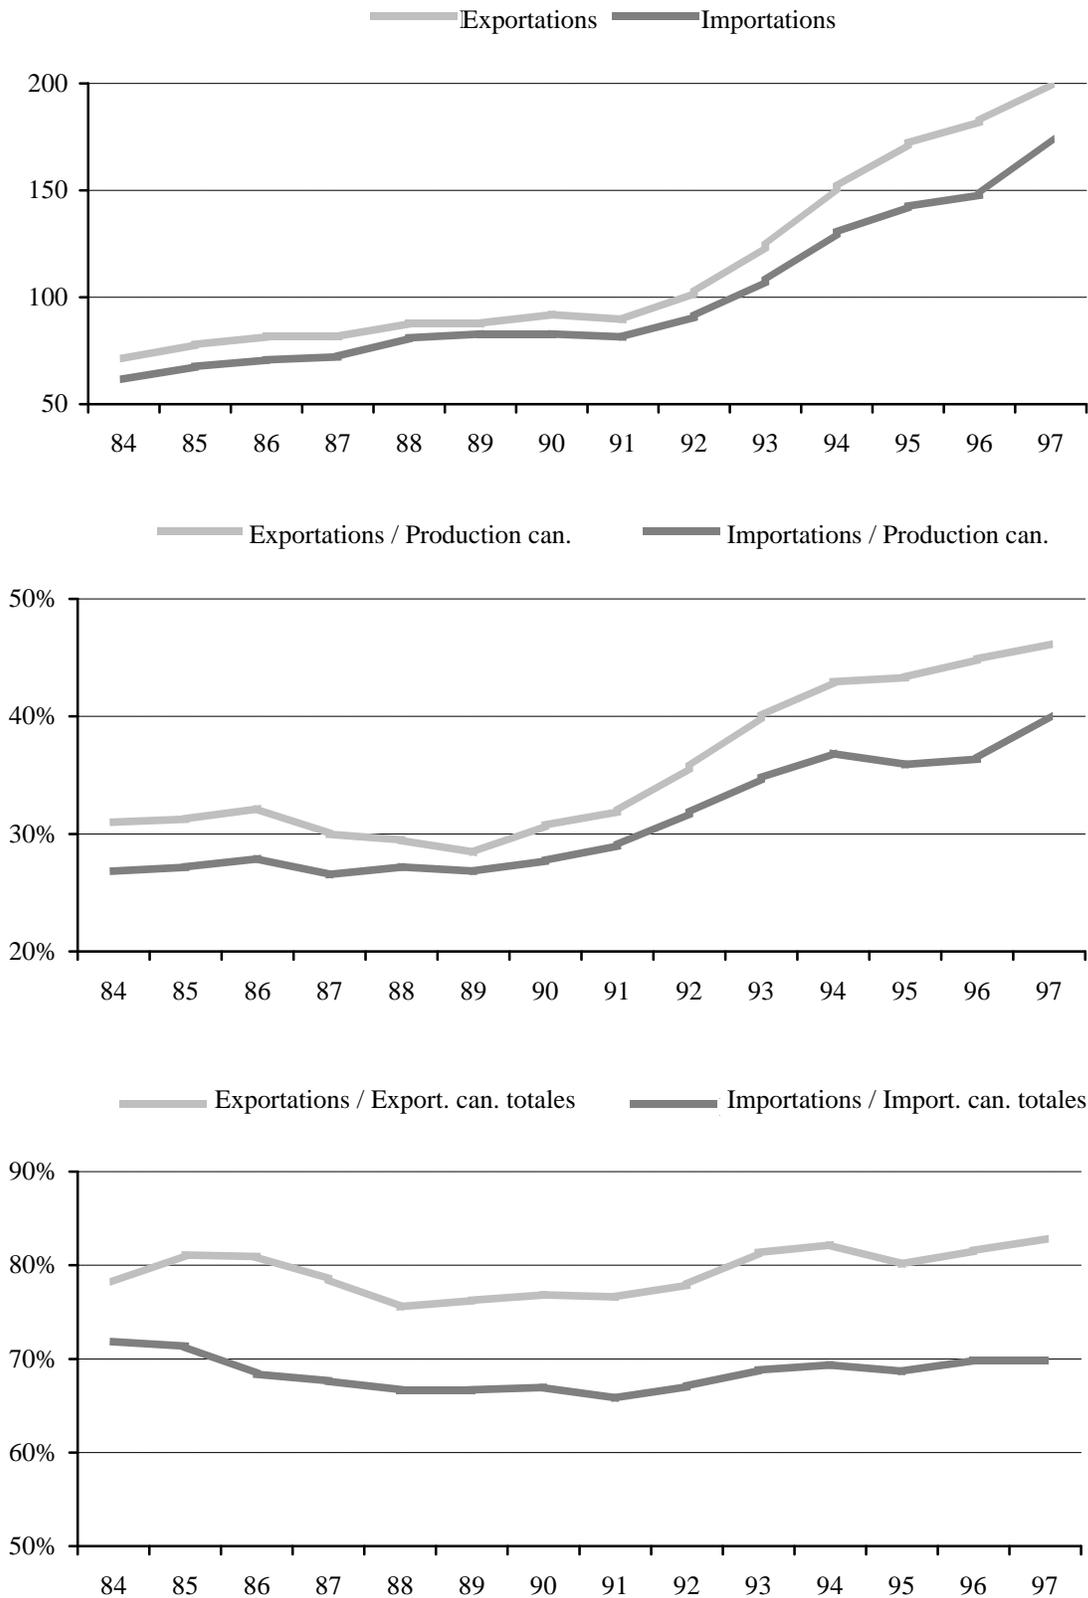 Exportations Importations
200
150
100
50
84 85 86 87 88 89 90 91 92 93 94 95 96 97
Exportations / Production can. Importations / Production can.
50%
40%
30%
20%
84 85 86 87 88 89 90 91 92 93 94 95 96 97
Exportations / Export. can. totales Importations / Import. can. totales
90%
80%
70%
60%
50%
84 85 86 87 88 89 90 91 92 93 94 95 96 97